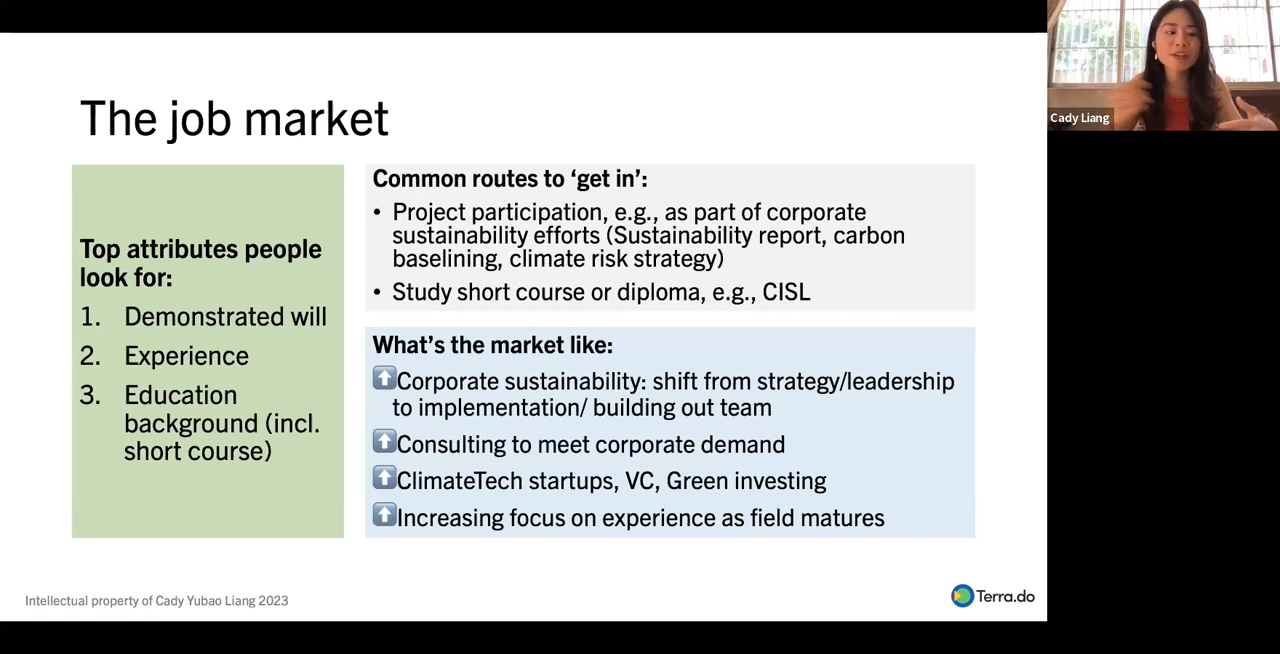 The job market
Top attributes people
look for:
1. Demonstrated will
2. Experience
3. Education
background (incl.
short course)
Common routes to ‘get in’:
• Project participation, e.g., as part of corporate
sustainability efforts (Sustainability report, carbon
baselining, climate risk strategy)
• Study short course or diploma, e.g., CISL
What’s the market like:
⬆Corporate sustainability: shift from strategy/leadership
to implementation/ building out team
⬆Consulting to meet corporate demand
⬆ClimateTech startups, VC, Green investing
⬆Increasing focus on experience as field matures
Intellectual property of Cady Yubao Liang 2023
Terra.do
Cady Liang